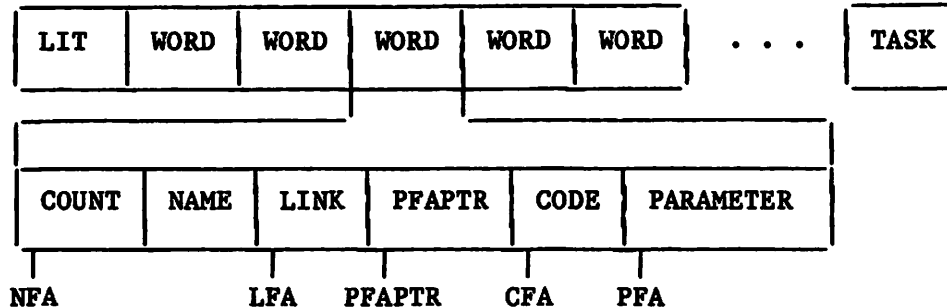 LIT WORD WORD WORD WORD WORD . . . TASK
COUNT NAME LINK PFAPTR CODE PARAMETER
NFA LFA PFAPTR CFA PFA